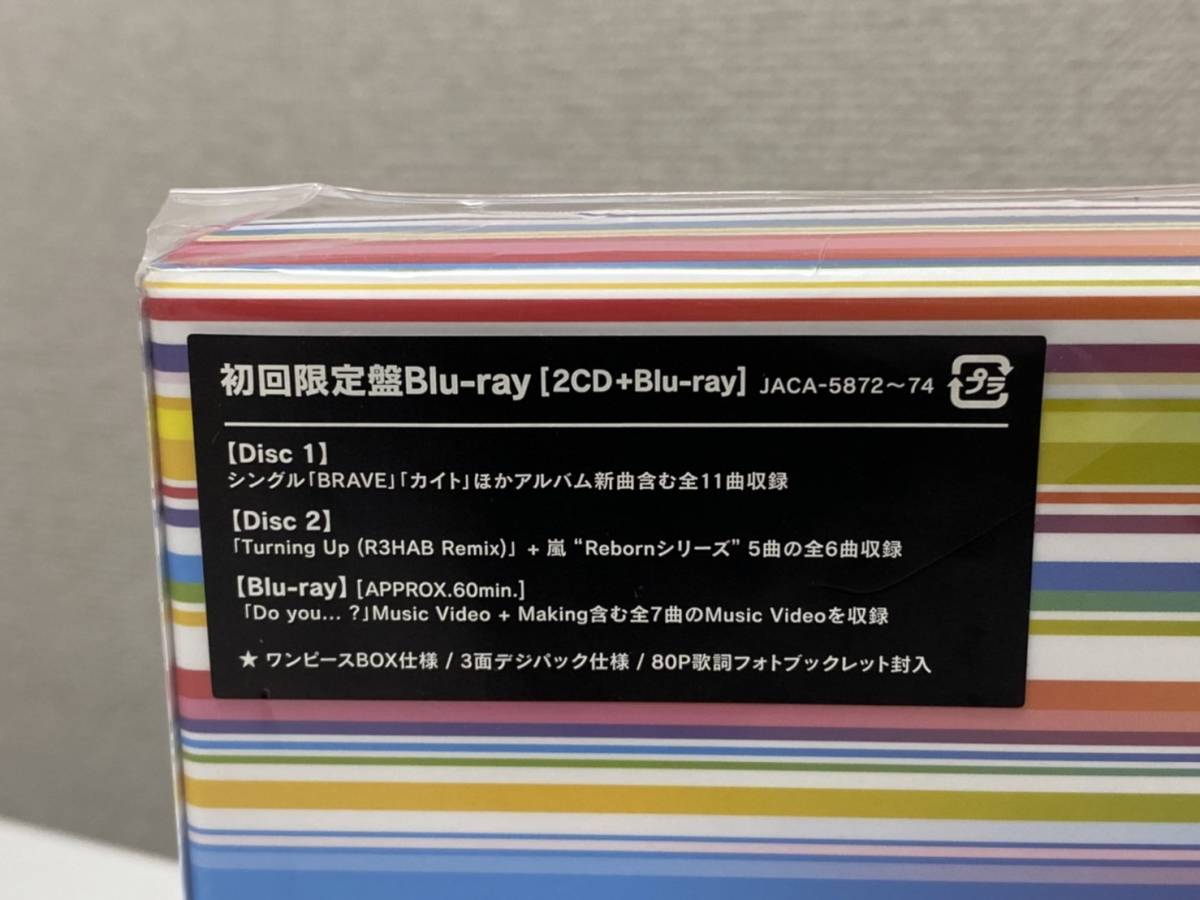 初回限定盤Blu-ray [2CD+Blu-ray] JACA-5872～74 プラ
【Disc 1】
シングル「BRAVE」「カイト」ほかアルバム新曲含む全11曲収録
【Disc 2】
「Turning Up (R3HAB Remix)」 + 嵐 “Rebornシリーズ” 5曲の全6曲収録
【Blu-ray】 [APPROX.60min.]
「Do you… ?」Music Video + Making含む全7曲のMusic Videoを収録
★ ワンピースBOX仕様 / 3面デジパック仕様 / 80P歌詞フォトブックレット封入